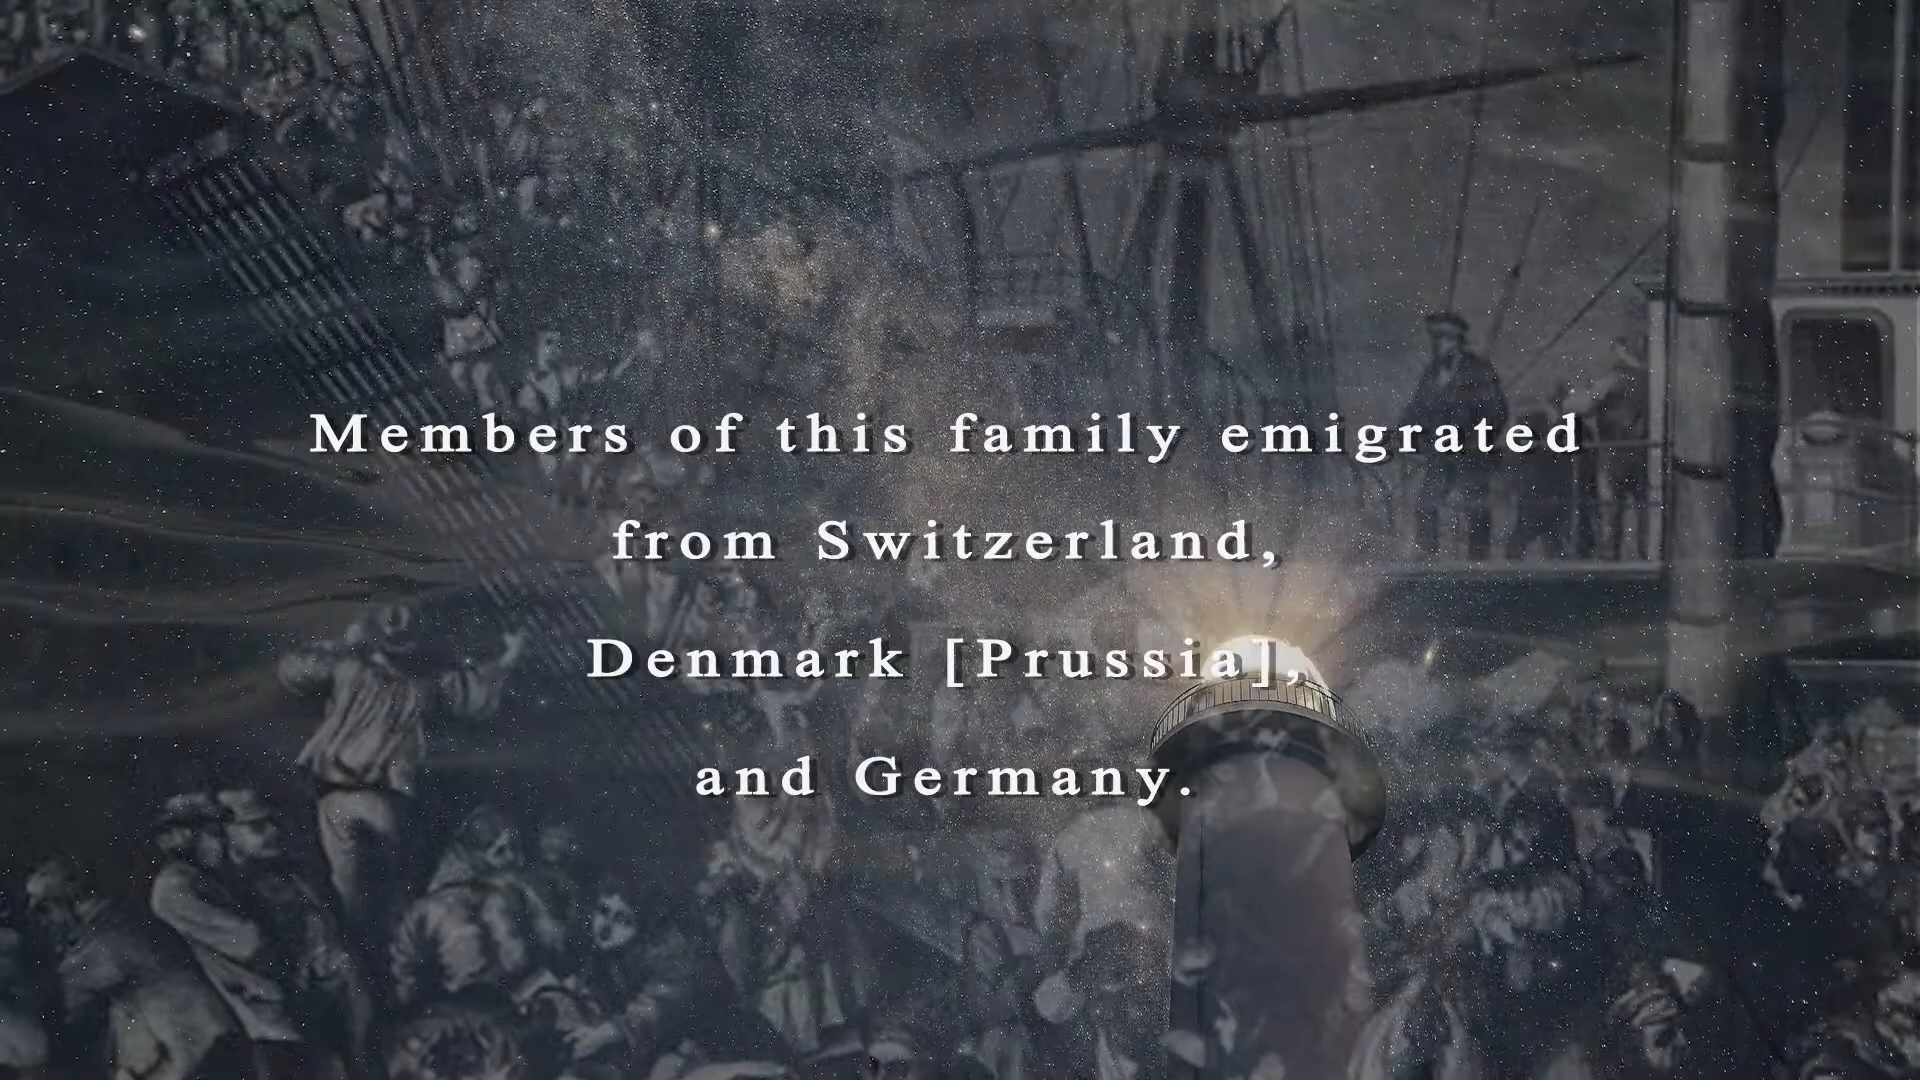 Members of this family emigrated
from Switzerland,
Denmark [Prussia],
and Germany.